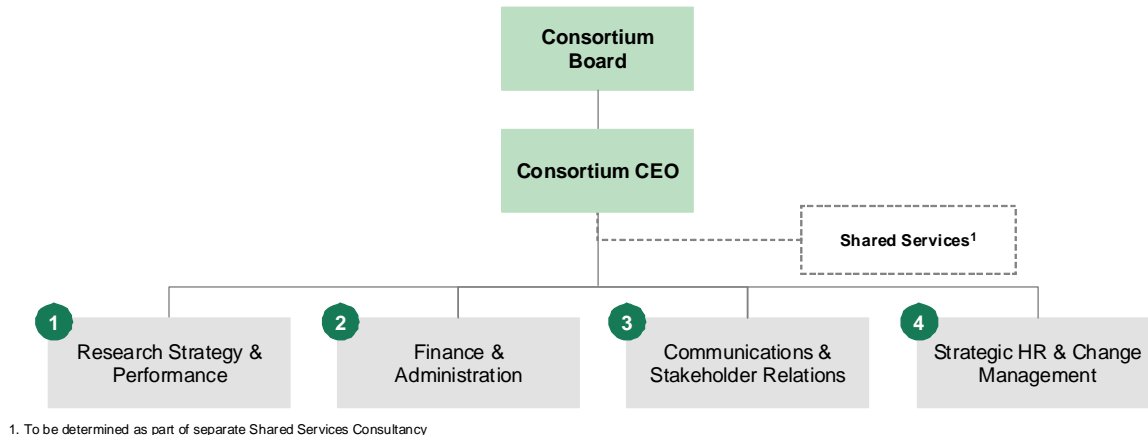 Consortium
Board
Consortium CEO
Shared Services¹
1
2
3
4
Research Strategy &
Performance
Finance &
Administration
Communications &
Stakeholder Relations
Strategic HR & Change
Management
1. To be determined as part of separate Shared Services Consultancy